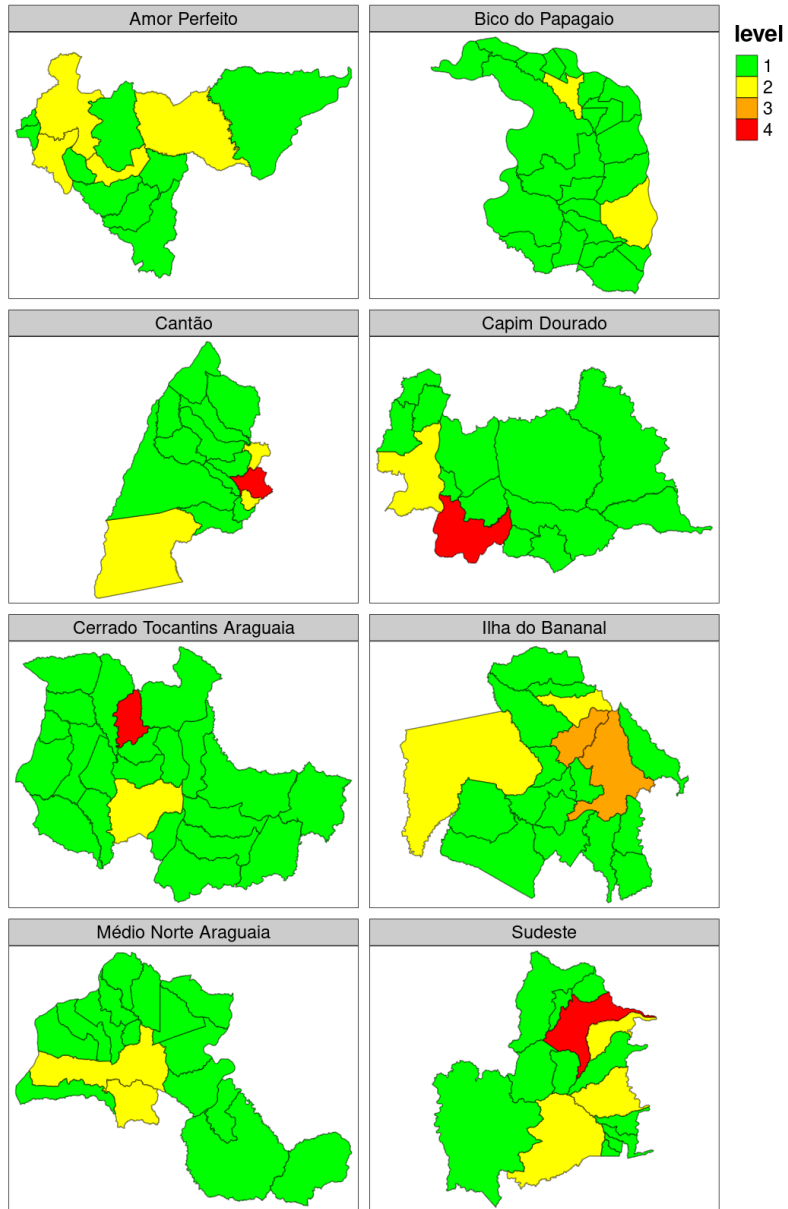 Amor Perfeito
Bico do Papagaio
level
1
2
3
4
Cantão
Capim Dourado
Cerrado Tocantins Araguaia
Ilha do Bananal
Médio Norte Araguaia
Sudeste